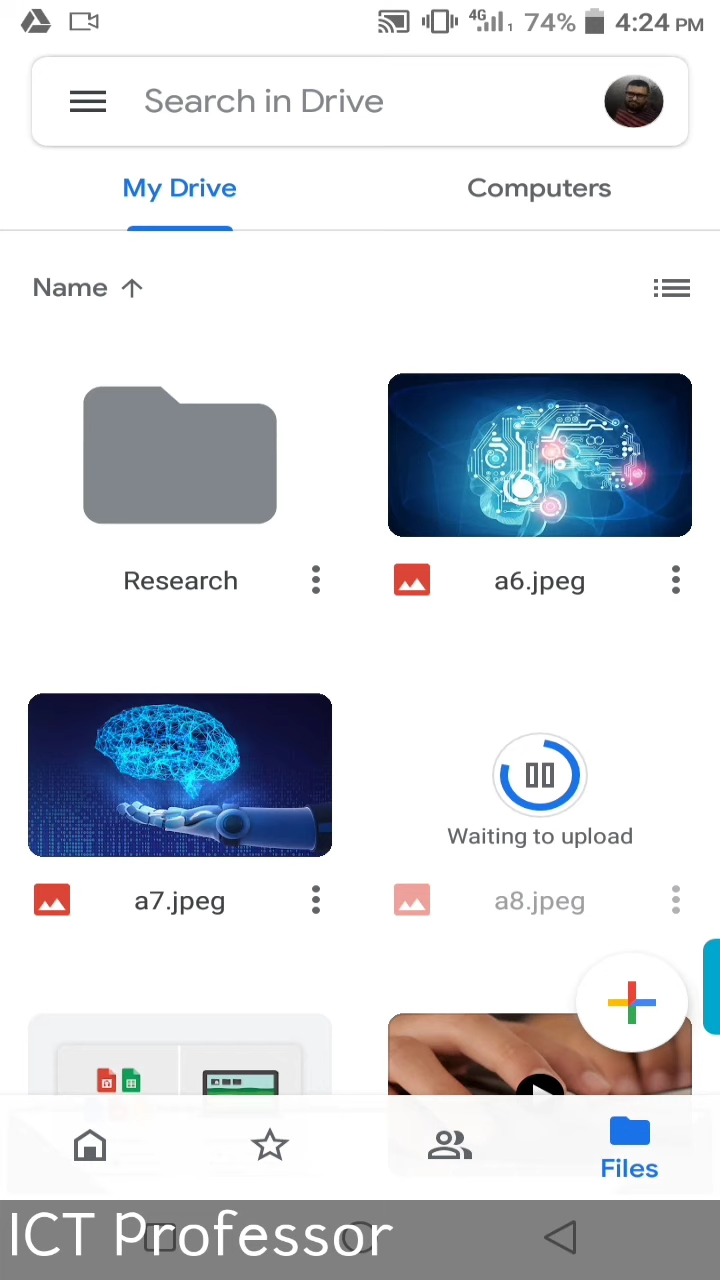 4G 1 74% 4:24 PM
Search in Drive
My Drive Computers
Name
Research a6.jpeg
Waiting to upload
a7.jpeg a8.jpeg
Files
ICT Professor